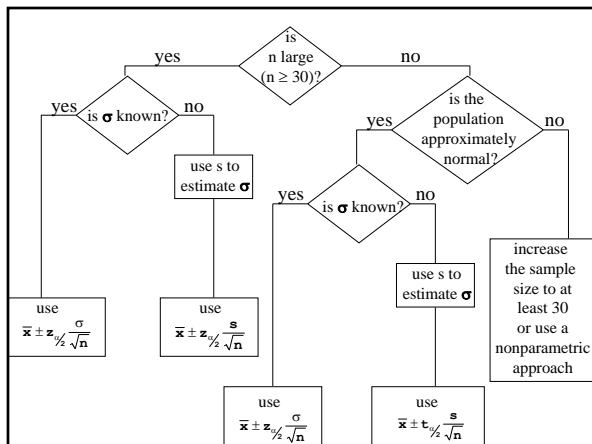 is
n large
(n ≥ 30)?
yes
no
is σ known?
yes
no
is the
population
approximately
normal?
yes
no
use s to
estimate σ
is σ known?
yes
no
use s to
estimate σ
increase
the sample
size to at
least 30
or use a
nonparametric
approach
use
x̄ ± z_{α/2} σ/√n
use
x̄ ± z_{α/2} s/√n
use
x̄ ± z_{α/2} σ/√n
use
x̄ ± t_{α/2} s/√n